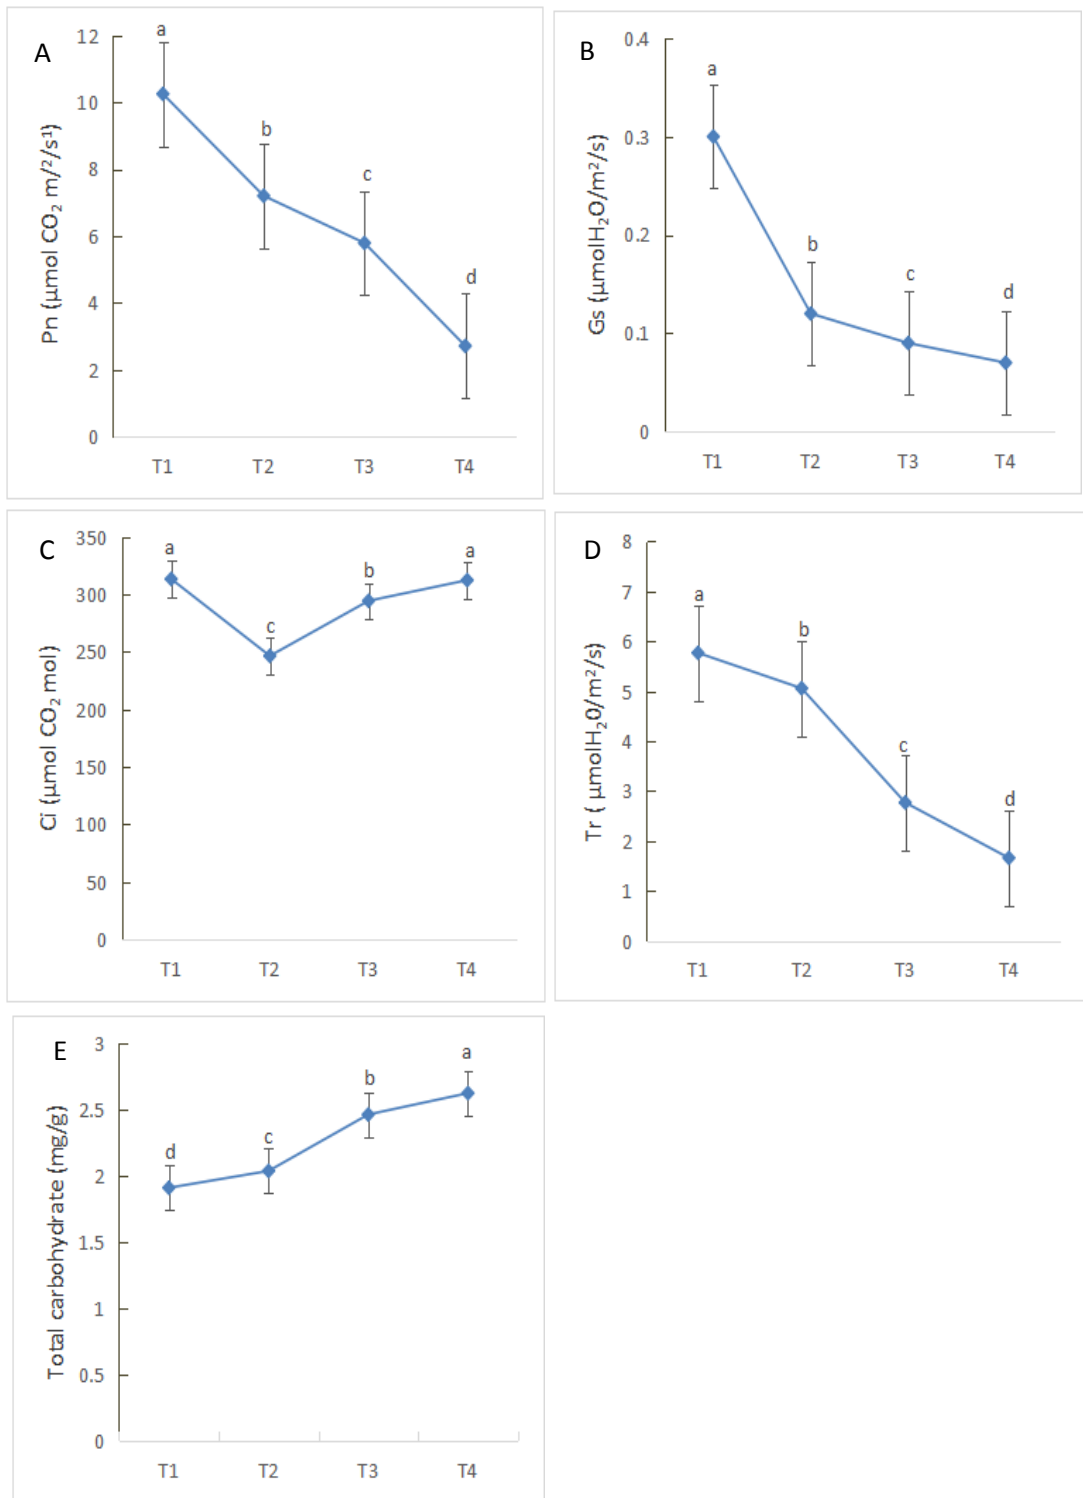 A
Pn (µmol CO₂ m/²/s¹)
12
10
8
6
4
2
0
a
b
c
d
T1 T2 T3 T4
B
Gs (µmolH₂O/m²/s)
0.4
0.3
0.2
0.1
0
a
b
c
d
T1 T2 T3 T4
C
Ci (µmol CO₂ mol)
350
300
250
200
150
100
50
0
a
c
b
a
T1 T2 T3 T4
D
Tr ( µmolH₂0/m²/s)
8
7
6
5
4
3
2
1
0
a
b
c
d
T1 T2 T3 T4
E
Total carbohydrate (mg/g)
3
2.5
2
1.5
1
0.5
0
d
c
b
a
T1 T2 T3 T4